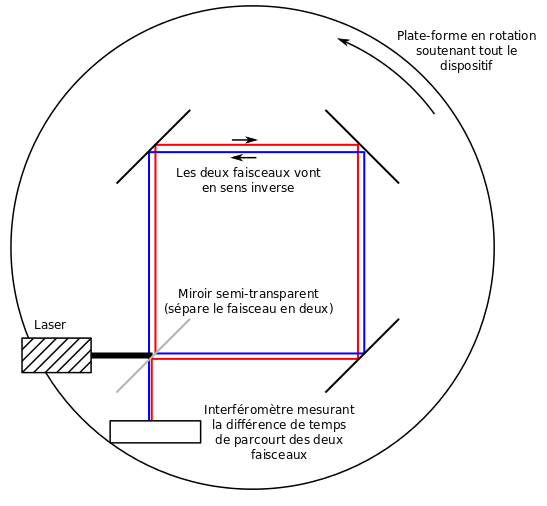 Plate-forme en rotation
soutenant tout le
dispositif
Les deux faisceaux vont
en sens inverse
Miroir semi-transparent
(sépare le faisceau en deux)
Laser
Interféromètre mesurant
la différence de temps
de parcourt des deux
faisceaux